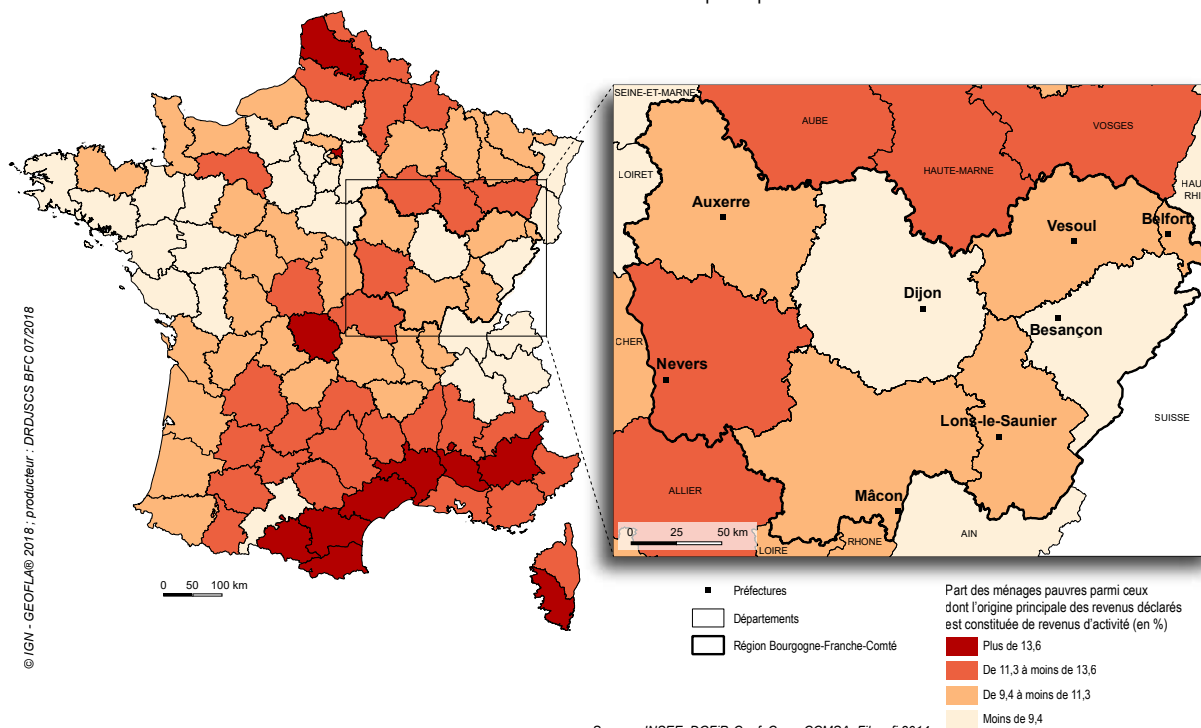 © IGN - GEOFLA® 2018 ; producteur : DRDJSCS BFC 07/2018
0 50 100 km
SEINE-ET-MARNE
AUBE
VOSGES
HAUTE-MARNE
LOIRET
Auxerre
Vesoul
Belfort
Dijon
Besançon
CHER
Nevers
SUISSE
Lons-le-Saunier
ALLIER
Mâcon
0 25 50 km
LOIRE
RHONE
AIN
Préfectures
Départements
Région Bourgogne-Franche-Comté
Part des ménages pauvres parmi ceux
dont l'origine principale des revenus déclarés
est constituée de revenus d'activité (en %)
Plus de 13,6
De 11,3 à moins de 13,6
De 9,4 à moins de 11,3
Moins de 9,4